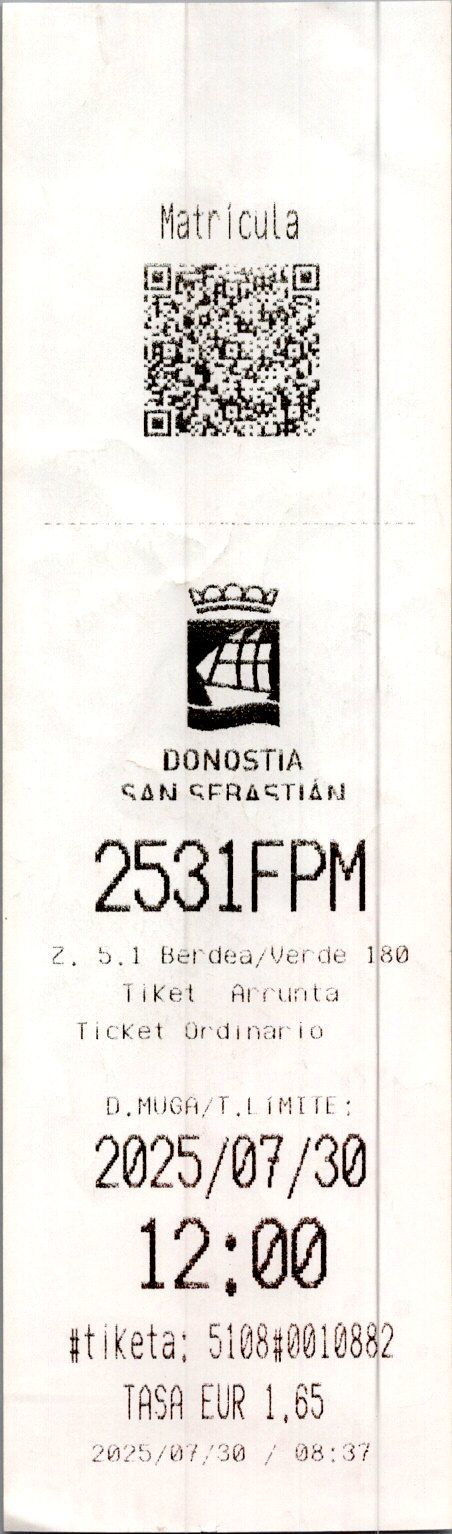 Matrícula
DONOSTIA
SAN SEBASTIÁN
2531FPM
Z. 5.1 Berdea/Verde 180
Tiket Arrunta
Ticket Ordinario
D.MUGA/T.LÍMITE:
2025/07/30
12:00
#tiketa: 5108#0010882
TASA EUR 1,65
2025/07/30 / 08:37